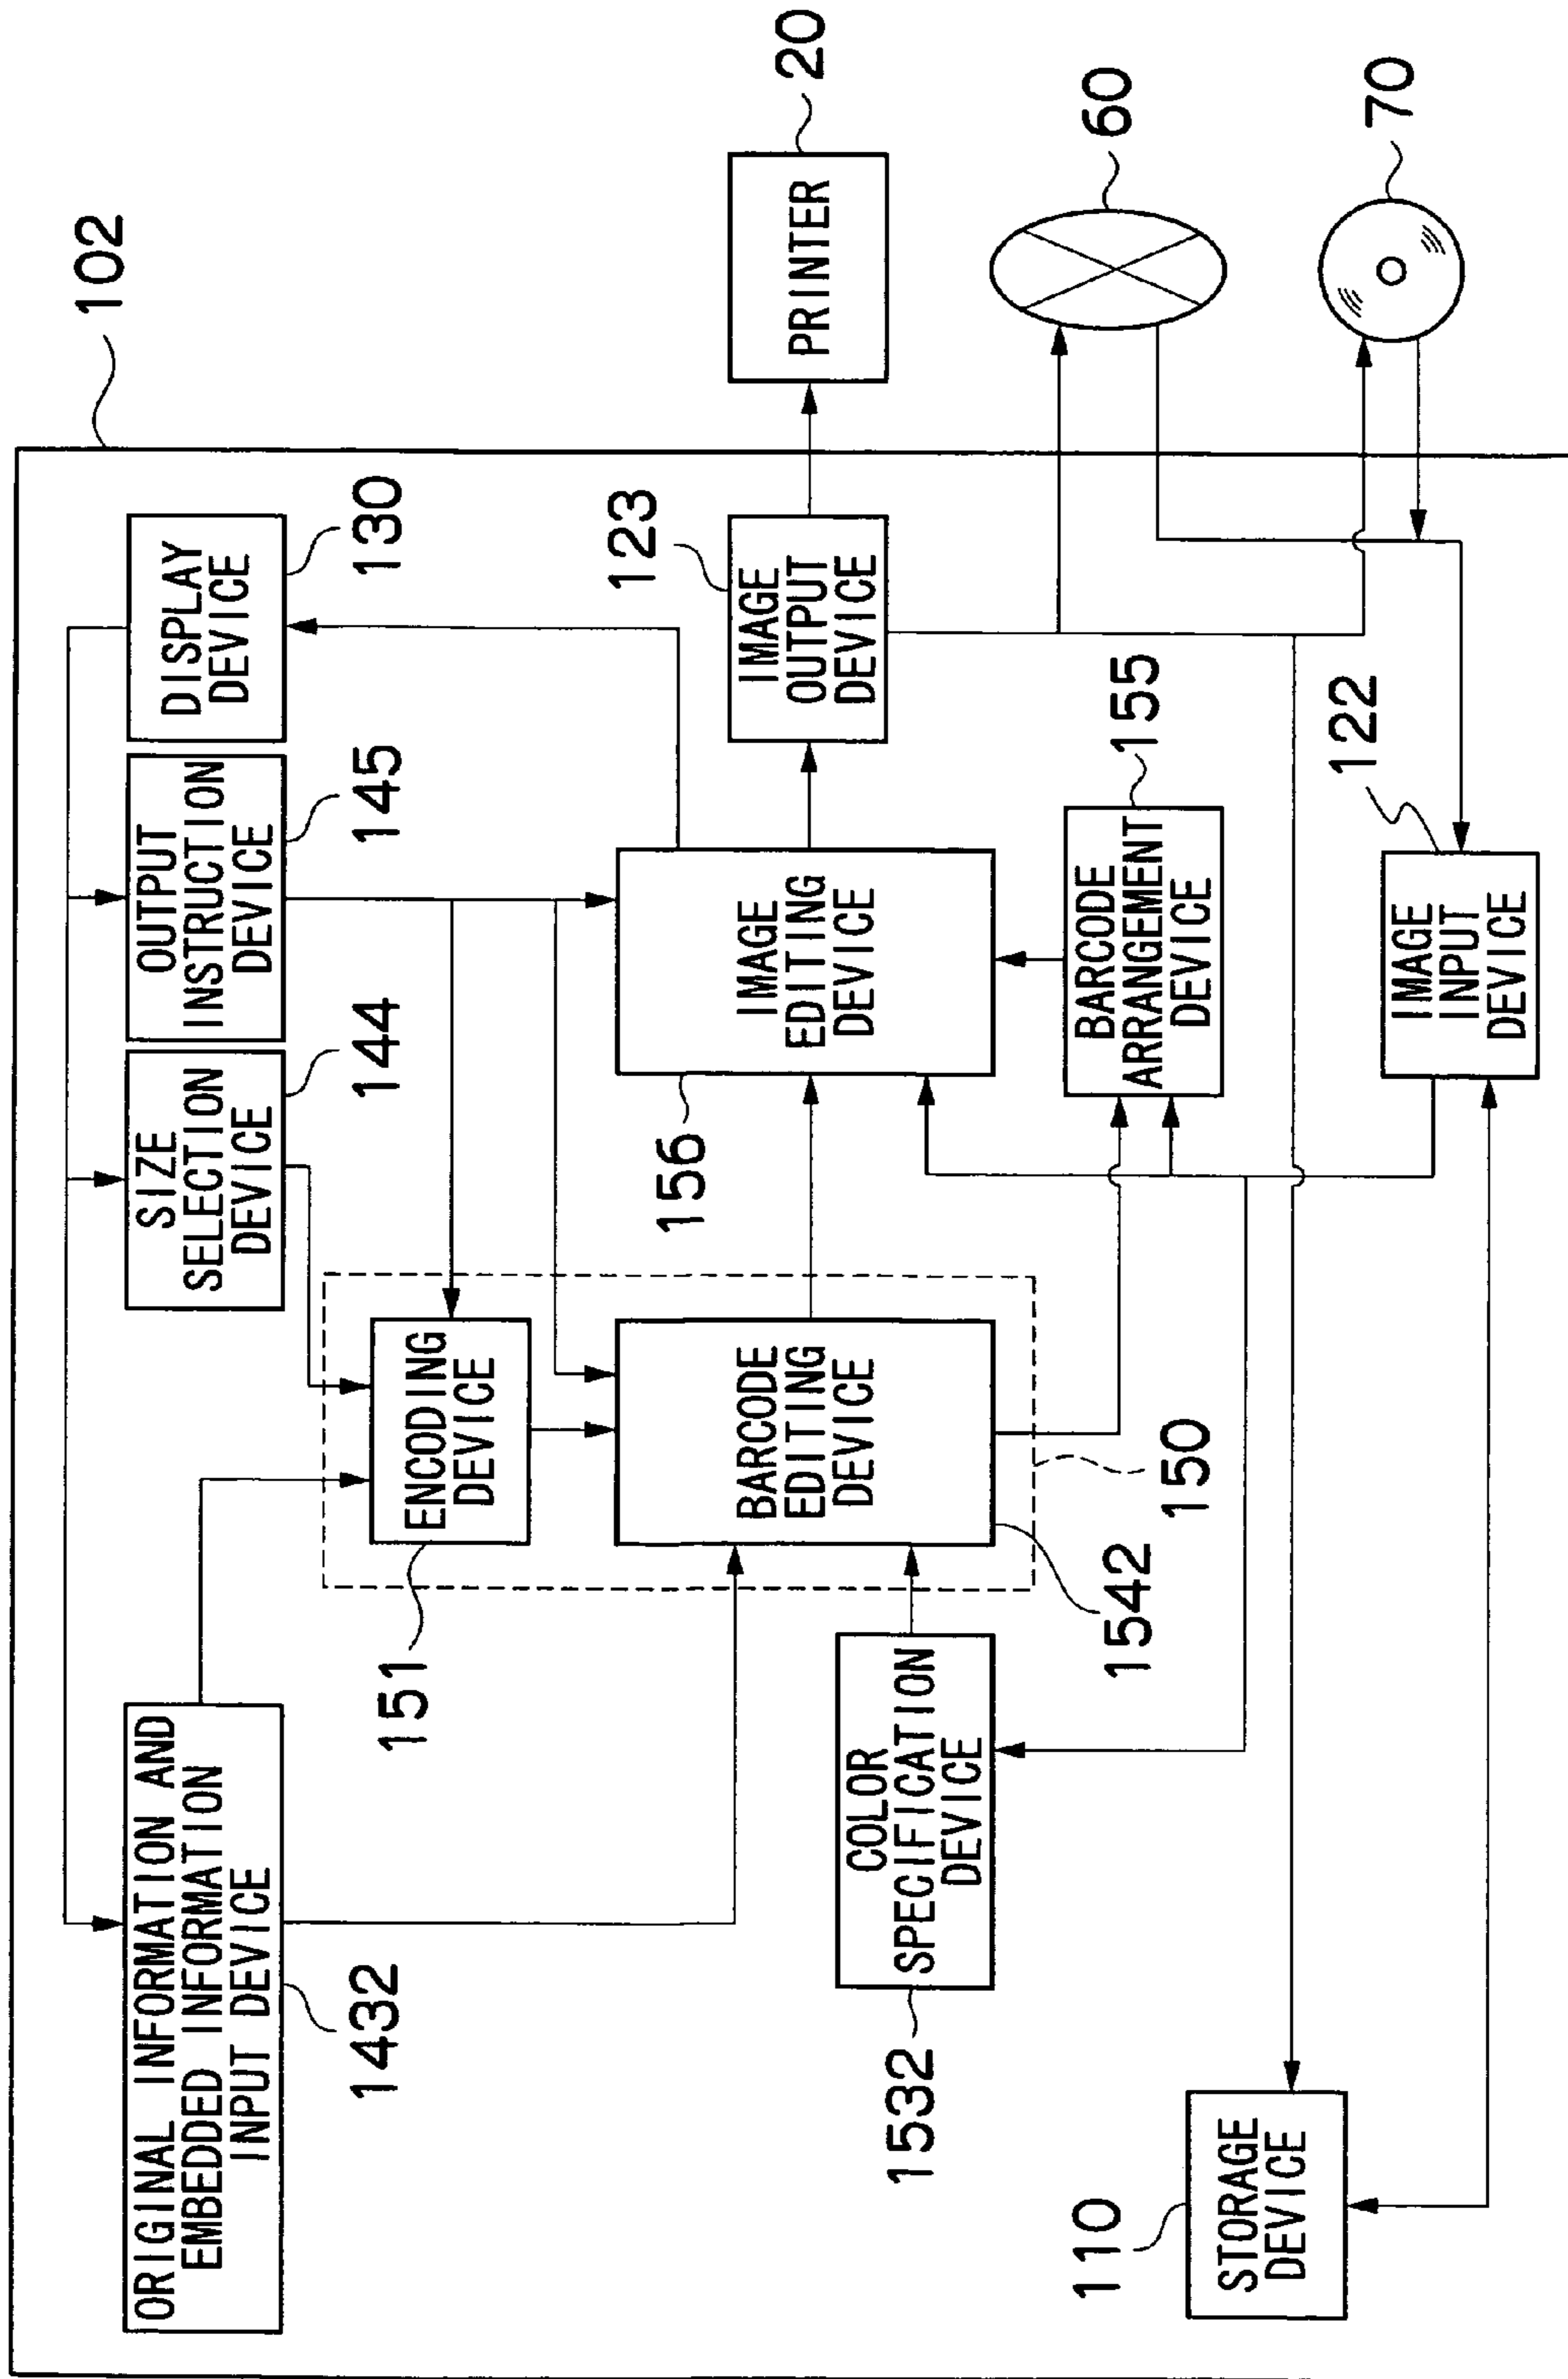 102
ORIGINAL INFORMATION AND
EMBEDDED INFORMATION
INPUT DEVICE
1432
SIZE
SELECTION
DEVICE
144
OUTPUT
INSTRUCTION
DEVICE
145
DISPLAY
DEVICE
130
ENCODING
DEVICE
151
BARCODE
EDITING
DEVICE
1542
150
IMAGE
EDITING
DEVICE
156
IMAGE
OUTPUT
DEVICE
123
PRINTER
20
COLOR
SPECIFICATION
DEVICE
1532
BARCODE
ARRANGEMENT
DEVICE
155
60
STORAGE
DEVICE
110
IMAGE
INPUT
DEVICE
122
70